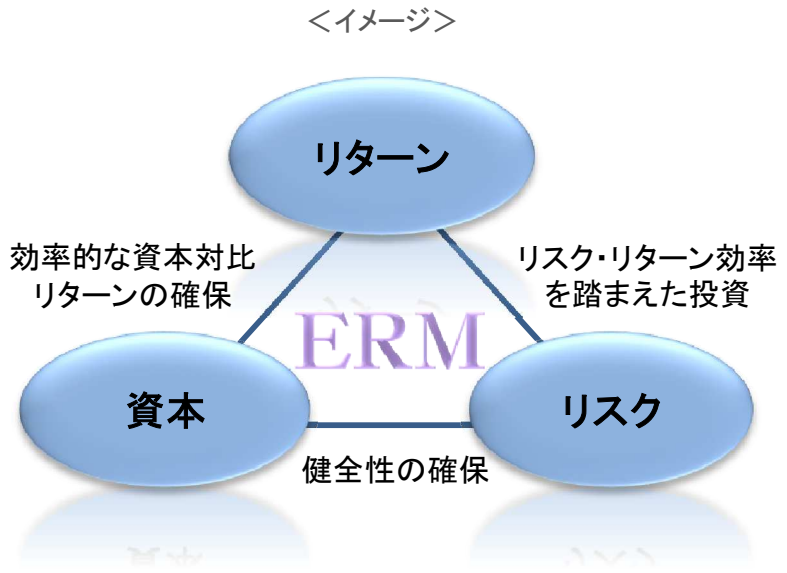 ＜イメージ＞
リターン
効率的な資本対比
リターンの確保
リスク・リターン効率
を踏まえた投資
ERM
資本
リスク
健全性の確保